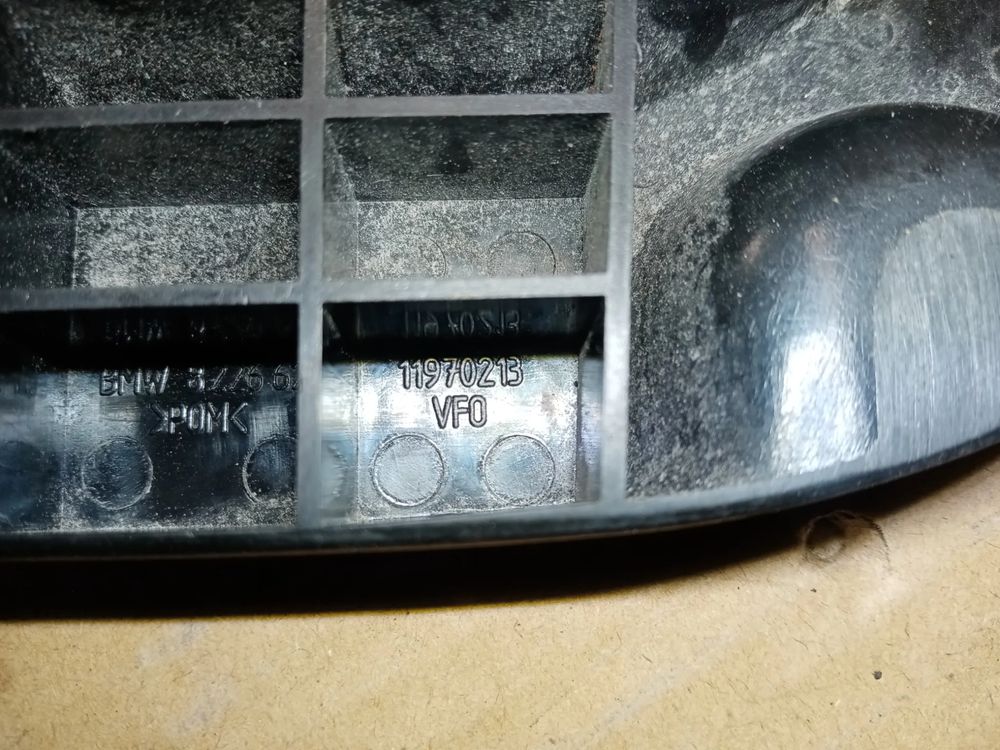 BMW
>POM<
11970213
VFO